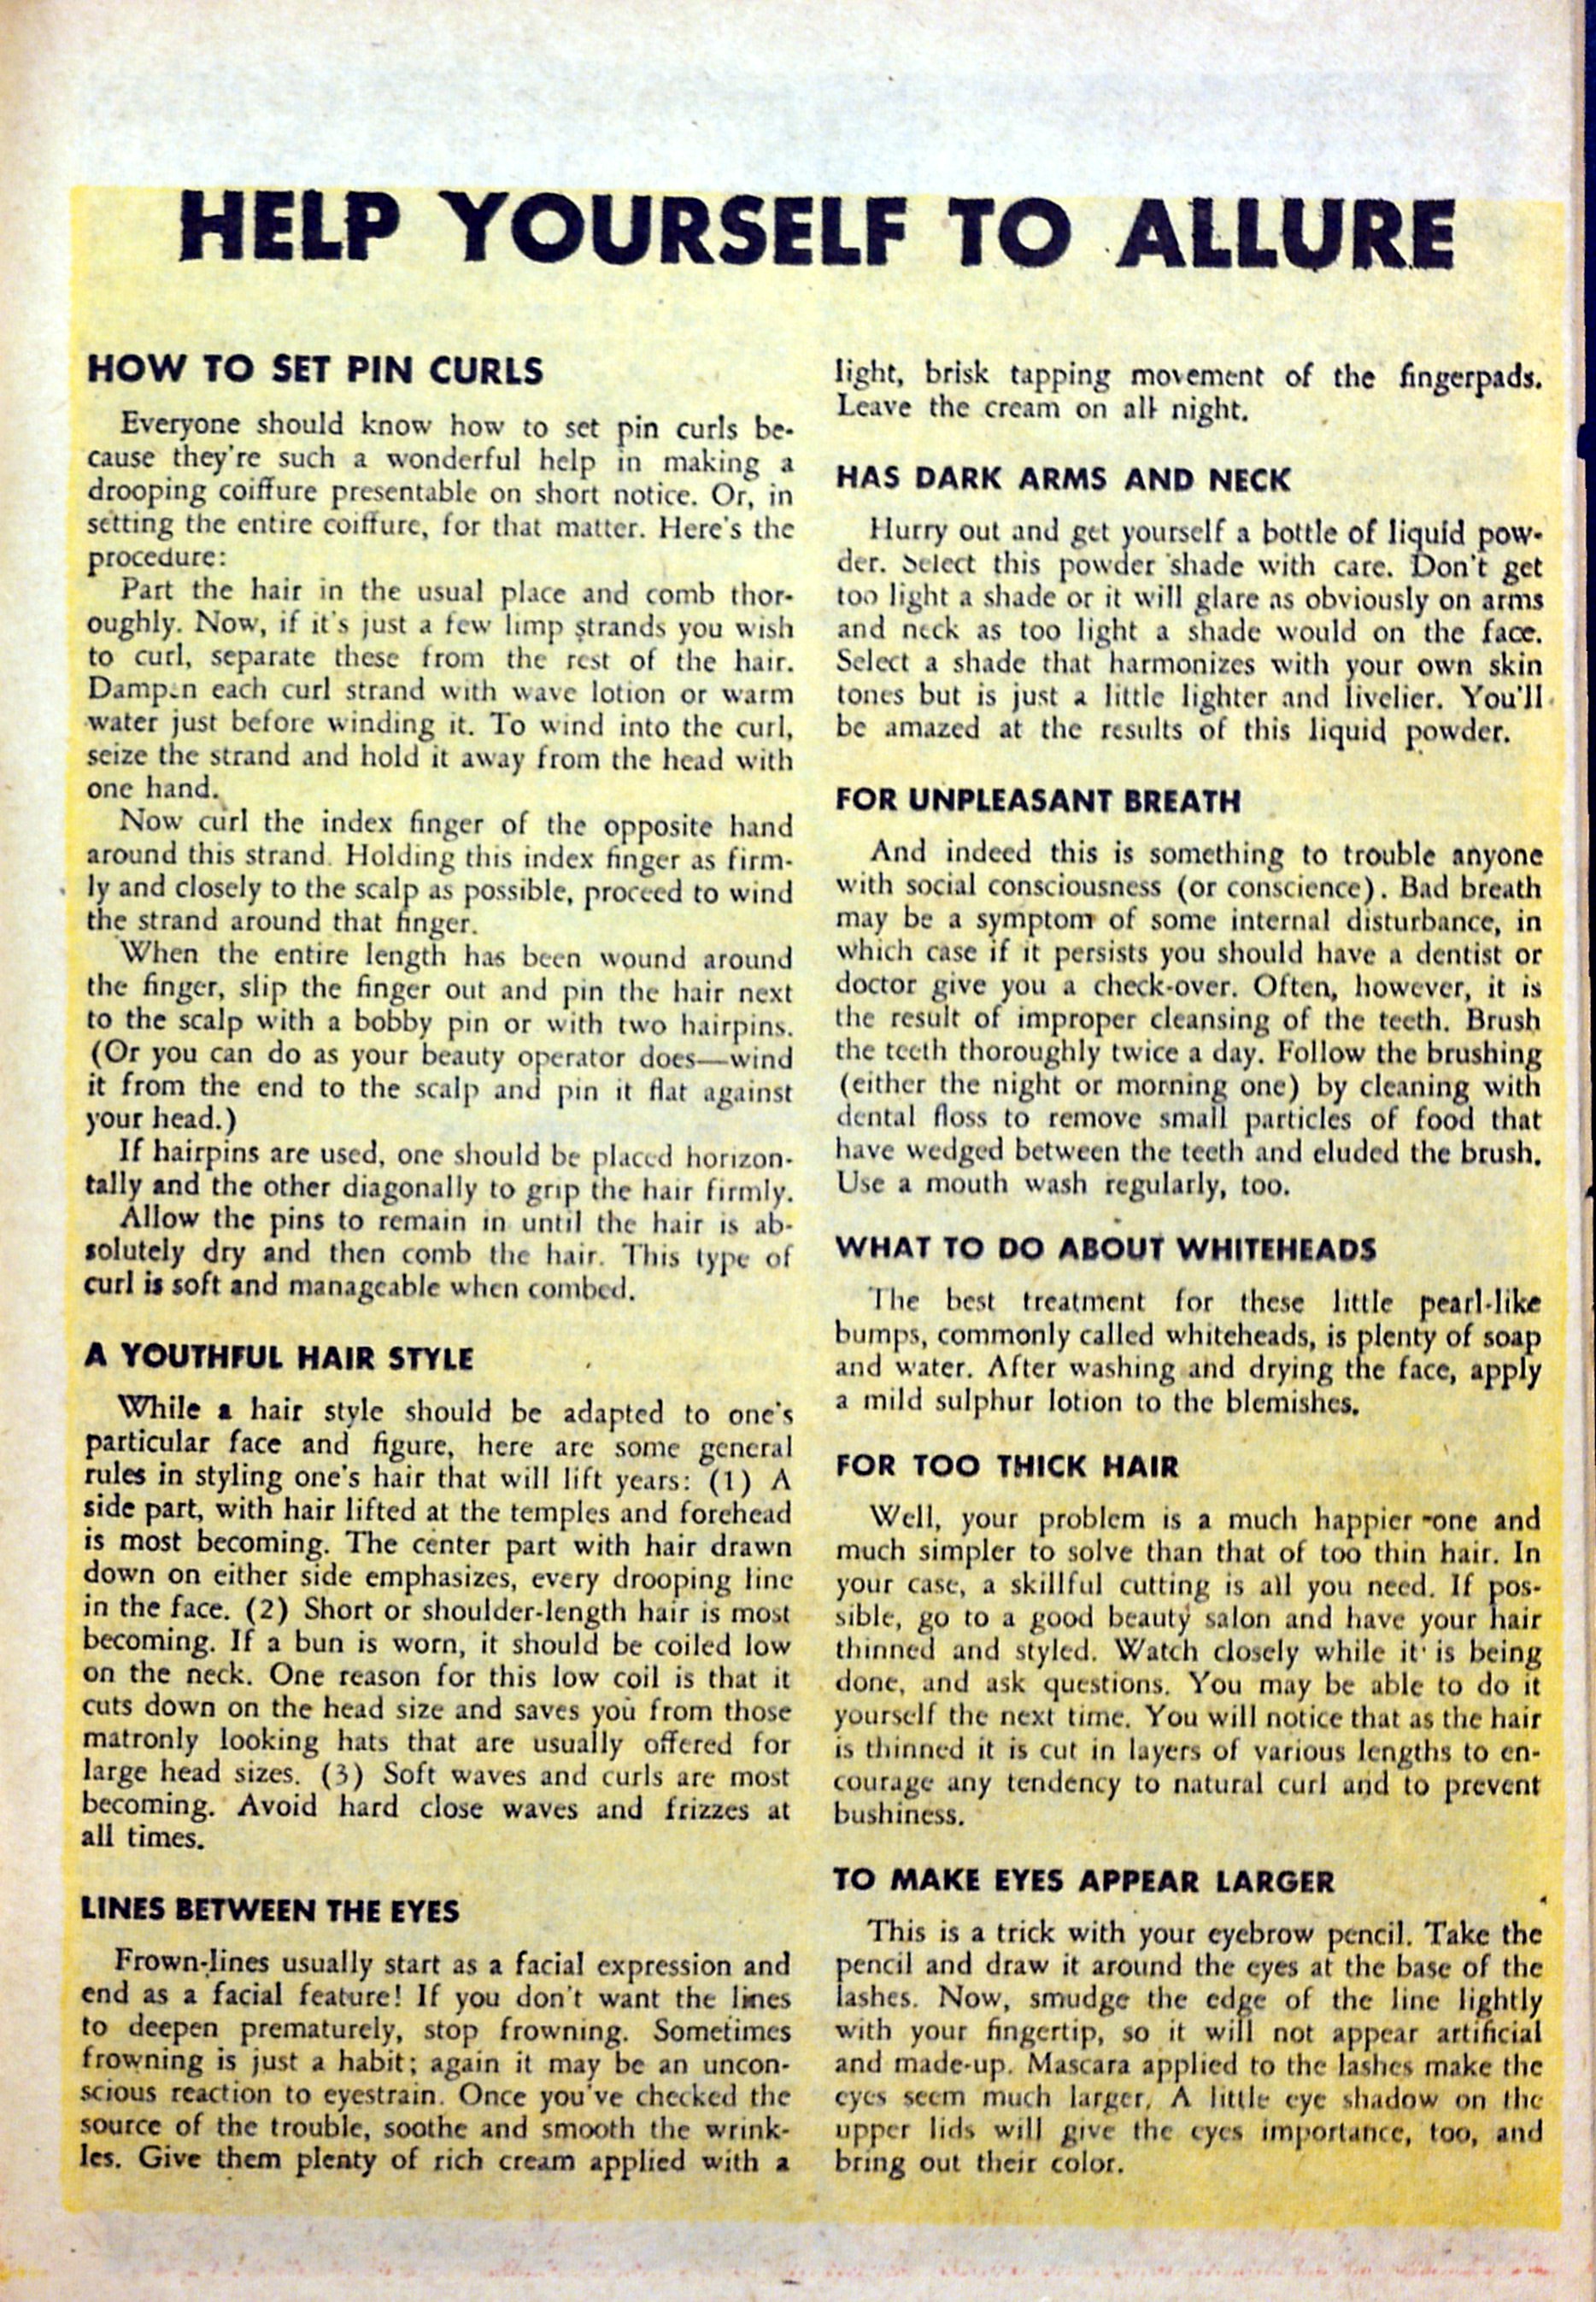 HELP YOURSELF TO ALLURE
HOW TO SET PIN CURLS
Everyone should know how to set pin curls be-
cause they're such a wonderful help in making a
drooping coiffure presentable on short notice. Or, in
setting the entire coiffure, for that matter. Here's the
procedure:
Part the hair in the usual place and comb thor-
oughly. Now, if it's just a few limp strands you wish
to curl, separate these from the rest of the hair.
Dampen each curl strand with wave lotion or warm
water just before winding it. To wind into the curl,
seize the strand and hold it away from the head with
one hand.
Now curl the index finger of the opposite hand
around this strand. Holding this index finger as firm-
ly and closely to the scalp as possible, proceed to wind
the strand around that finger.
When the entire length has been wound around
the finger, slip the finger out and pin the hair next
to the scalp with a bobby pin or with two hairpins.
(Or you can do as your beauty operator does—wind
it from the end to the scalp and pin it flat against
your head.)
If hairpins are used, one should be placed horizon-
tally and the other diagonally to grip the hair firmly.
Allow the pins to remain in until the hair is ab-
solutely dry and then comb the hair. This type of
curl is soft and manageable when combed.
A YOUTHFUL HAIR STYLE
While a hair style should be adapted to one's
particular face and figure, here are some general
rules in styling one's hair that will lift years: (1) A
side part, with hair lifted at the temples and forehead
is most becoming. The center part with hair drawn
down on either side emphasizes, every drooping line
in the face. (2) Short or shoulder-length hair is most
becoming. If a bun is worn, it should be coiled low
on the neck. One reason for this low coil is that it
cuts down on the head size and saves you from those
matronly looking hats that are usually offered for
large head sizes. (3) Soft waves and curls are most
becoming. Avoid hard close waves and frizzes at
all times.
LINES BETWEEN THE EYES
Frown-lines usually start as a facial expression and
end as a facial feature! If you don't want the lines
to deepen prematurely, stop frowning. Sometimes
frowning is just a habit; again it may be an uncon-
scious reaction to eyestrain. Once you've checked the
source of the trouble, soothe and smooth the wrink-
les. Give them plenty of rich cream applied with a
light, brisk tapping movement of the fingerpads.
Leave the cream on all night.
HAS DARK ARMS AND NECK
Hurry out and get yourself a bottle of liquid pow-
der. Select this powder shade with care. Don't get
too light a shade or it will glare as obviously on arms
and neck as too light a shade would on the face.
Select a shade that harmonizes with your own skin
tones but is just a little lighter and livelier. You'll
be amazed at the results of this liquid powder.
FOR UNPLEASANT BREATH
And indeed this is something to trouble anyone
with social consciousness (or conscience). Bad breath
may be a symptom of some internal disturbance, in
which case if it persists you should have a dentist or
doctor give you a check-over. Often, however, it is
the result of improper cleansing of the teeth. Brush
the teeth thoroughly twice a day. Follow the brushing
(either the night or morning one) by cleaning with
dental floss to remove small particles of food that
have wedged between the teeth and eluded the brush.
Use a mouth wash regularly, too.
WHAT TO DO ABOUT WHITEHEADS
The best treatment for these little pearl-like
bumps, commonly called whiteheads, is plenty of soap
and water. After washing and drying the face, apply
a mild sulphur lotion to the blemishes.
FOR TOO THICK HAIR
Well, your problem is a much happier one and
much simpler to solve than that of too thin hair. In
your case, a skillful cutting is all you need. If pos-
sible, go to a good beauty salon and have your hair
thinned and styled. Watch closely while it is being
done, and ask questions. You may be able to do it
yourself the next time. You will notice that as the hair
is thinned it is cut in layers of various lengths to en-
courage any tendency to natural curl and to prevent
bushiness.
TO MAKE EYES APPEAR LARGER
This is a trick with your eyebrow pencil. Take the
pencil and draw it around the eyes at the base of the
lashes. Now, smudge the edge of the line lightly
with your fingertip, so it will not appear artificial
and made-up. Mascara applied to the lashes make the
eyes seem much larger. A little eye shadow on the
upper lids will give the eyes importance, too, and
bring out their color.